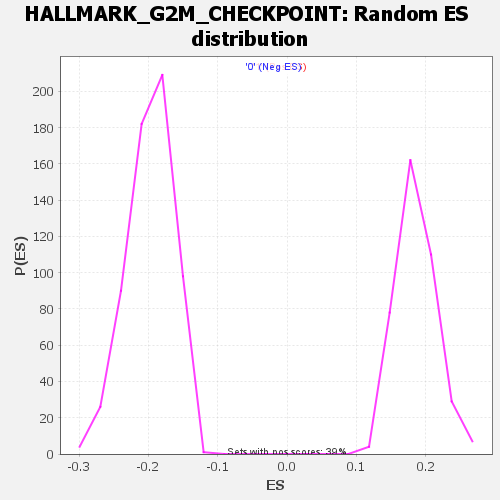 HALLMARK_G2M_CHECKPOINT: Random ES
distribution
'0' (Neg ES)
P(ES)
200
180
160
140
120
100
80
60
40
20
0
Sets with pos scores: 39%
-0.3 -0.2 -0.1 0.0 0.1 0.2
ES